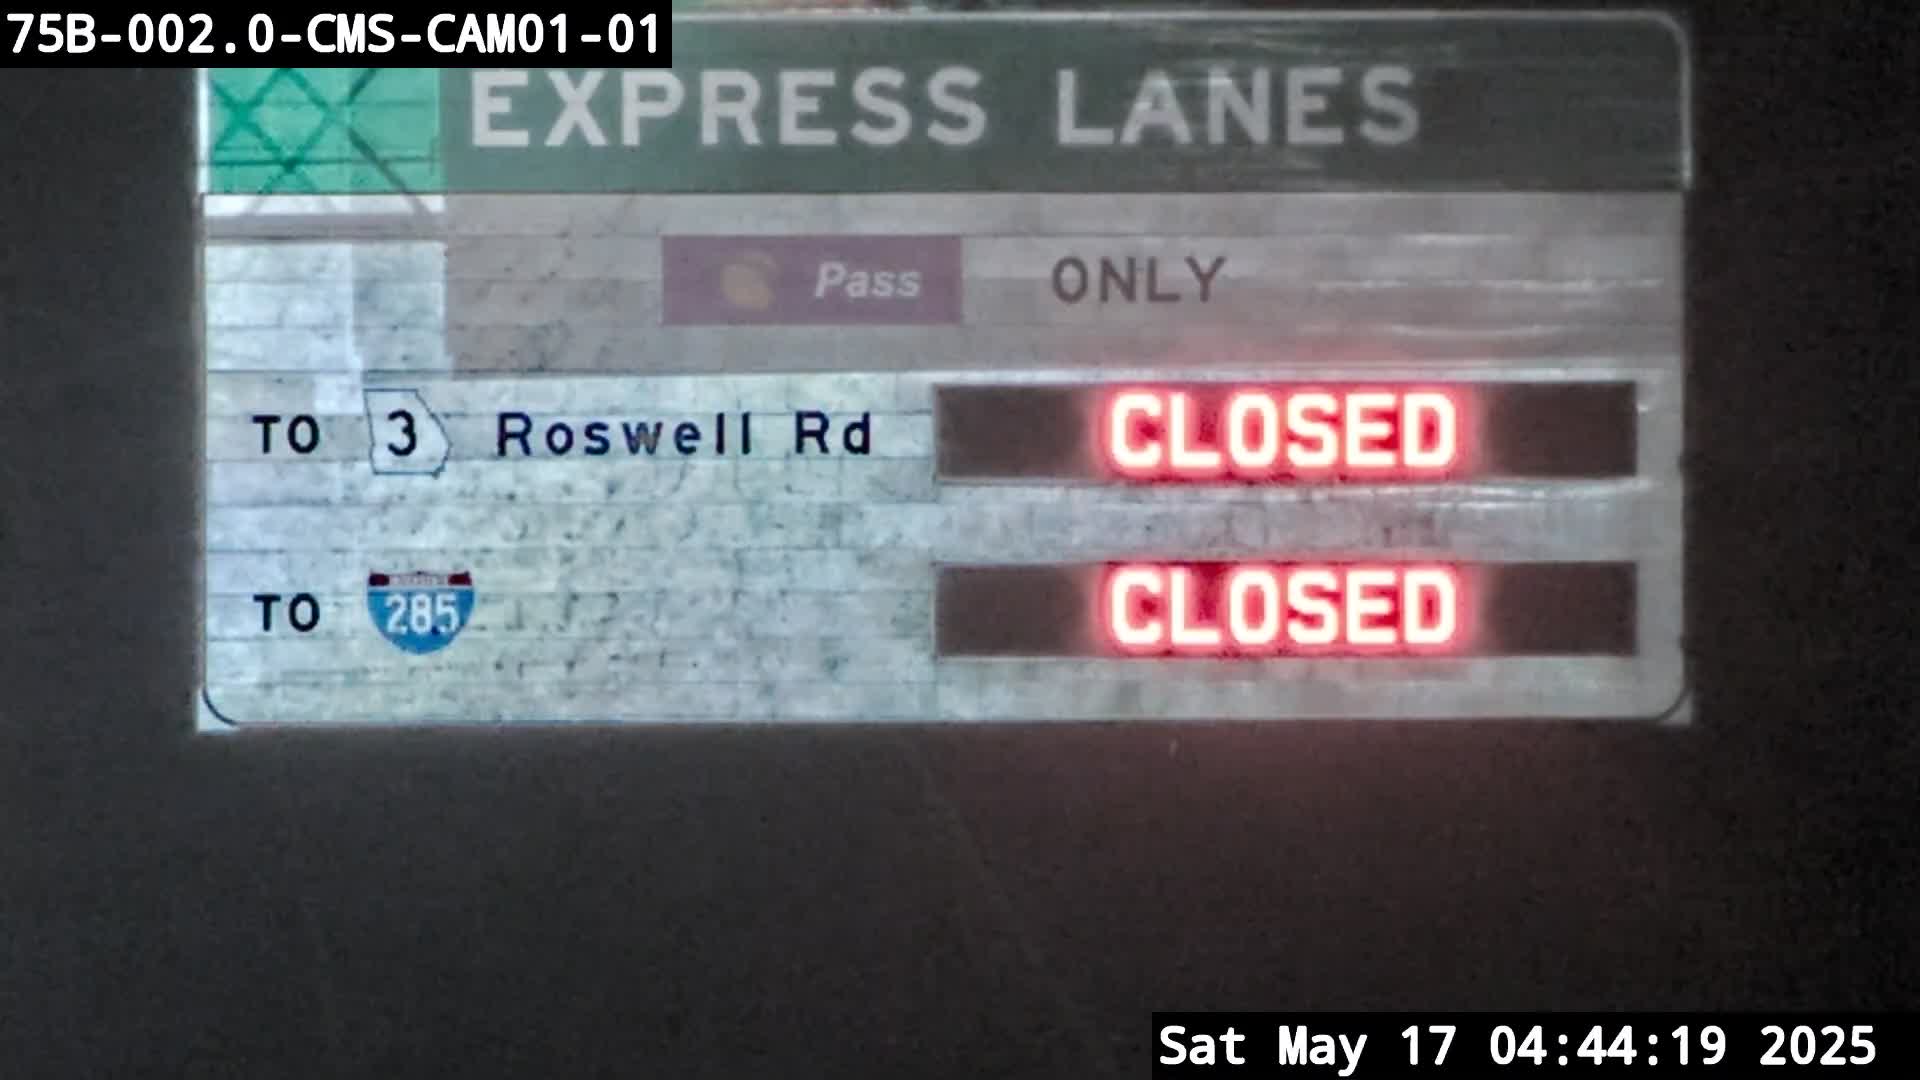 75B-002.0-CMS-CAM01-01
EXPRESS LANES
Pass ONLY
TO 3 Roswell Rd CLOSED
TO 285 CLOSED
Sat May 17 04:44:19 2025